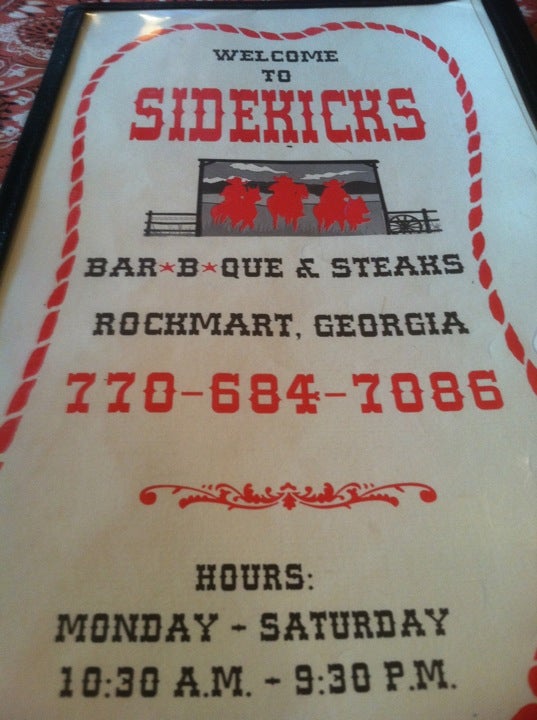 WELCOME
TO
SIDEKICKS
BAR★B★QUE & STEAKS
ROCKMART, GEORGIA
770-684-7086
HOURS:
MONDAY - SATURDAY
10:30 A.M. - 9:30 P.M.